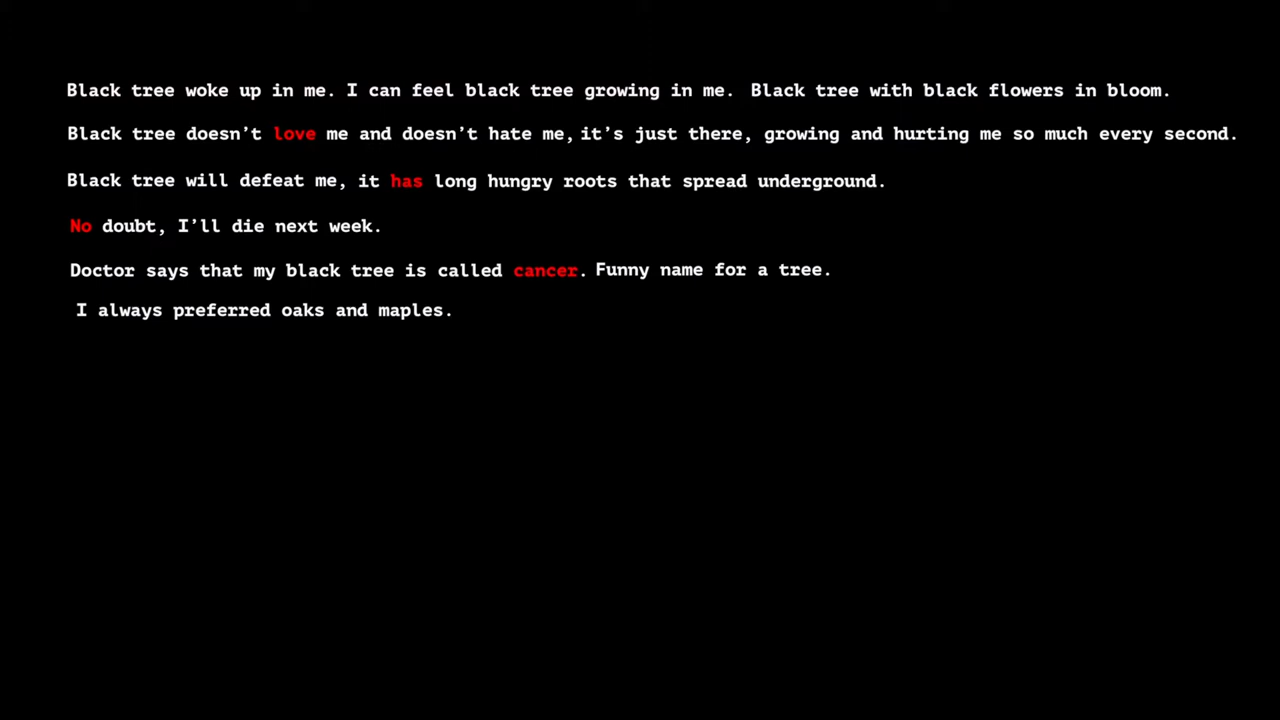 Black tree woke up in me. I can feel black tree growing in me. Black tree with black flowers in bloom.
Black tree doesn’t love me and doesn’t hate me, it’s just there, growing and hurting me so much every second.
Black tree will defeat me, it has long hungry roots that spread underground.
No doubt, I’ll die next week.
Doctor says that my black tree is called cancer. Funny name for a tree.
I always preferred oaks and maples.